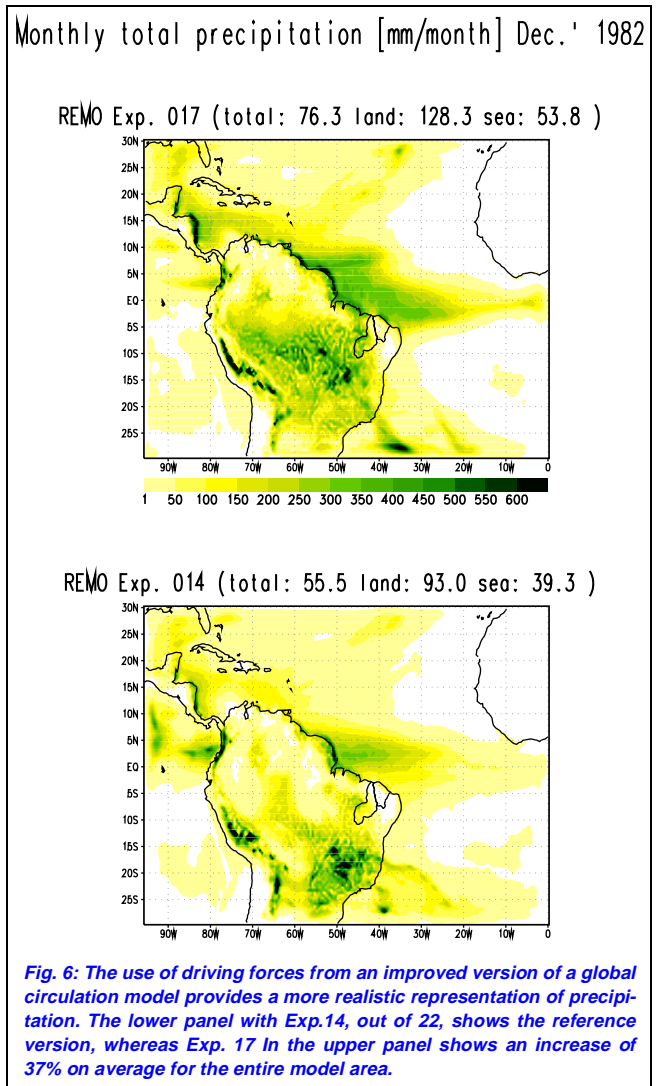 Monthly total precipitation [mm/month] Dec.' 1982
REMO Exp. 017 (total: 76.3 land: 128.3 sea: 53.8 )
30N
25N
20N
15N
10N
5N
EQ
5S
10S
15S
20S
25S
90W 80W 70W 60W 50W 40W 30W 20W 10W 0
1 50 100 150 200 250 300 350 400 450 500 550 600
REMO Exp. 014 (total: 55.5 land: 93.0 sea: 39.3 )
30N
25N
20N
15N
10N
5N
EQ
5S
10S
15S
20S
25S
90W 80W 70W 60W 50W 40W 30W 20W 10W 0
Fig. 6: The use of driving forces from an improved version of a global
circulation model provides a more realistic representation of precipi-
tation. The lower panel with Exp.14, out of 22, shows the reference
version, whereas Exp. 17 In the upper panel shows an increase of
37% on average for the entire model area.